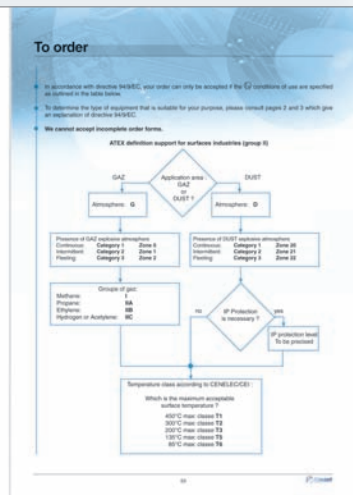 To order
In accordance with directive 94/9/EC, your order can only be accepted if the conditions of use are specified
as outlined in the table below.
To determine the type of equipment that is suitable for your purpose, please consult pages 2 and 3 which give
an explanation of directive 94/9/EC.
We cannot accept incomplete order forms.
ATEX definition support for surfaces industries (group II)
GAZ
Application area :
GAZ
or
DUST ?
DUST
Atmosphere: G
Atmosphere: D
Presence of GAZ explosive atmosphere
Continuous: Category 1 Zone 0
Intermittent: Category 2 Zone 1
Fleeting: Category 3 Zone 2
Presence of DUST explosive atmosphere
Continuous: Category 1 Zone 20
Intermittent: Category 2 Zone 21
Fleeting: Category 3 Zone 22
Groups of gaz:
Methane: I
Propane: IIA
Ethylene: IIB
Hydrogen or Acetylene: IIC
no
IP Protection
is necessary ?
yes
IP protection level:
To be precised
Temperature class according to CENELEC/CEI :
Which is the maximum acceptable
surface temperature ?
450°C max: classe T1
300°C max: classe T2
200°C max: classe T3
135°C max: classe T5
85°C max: classe T6